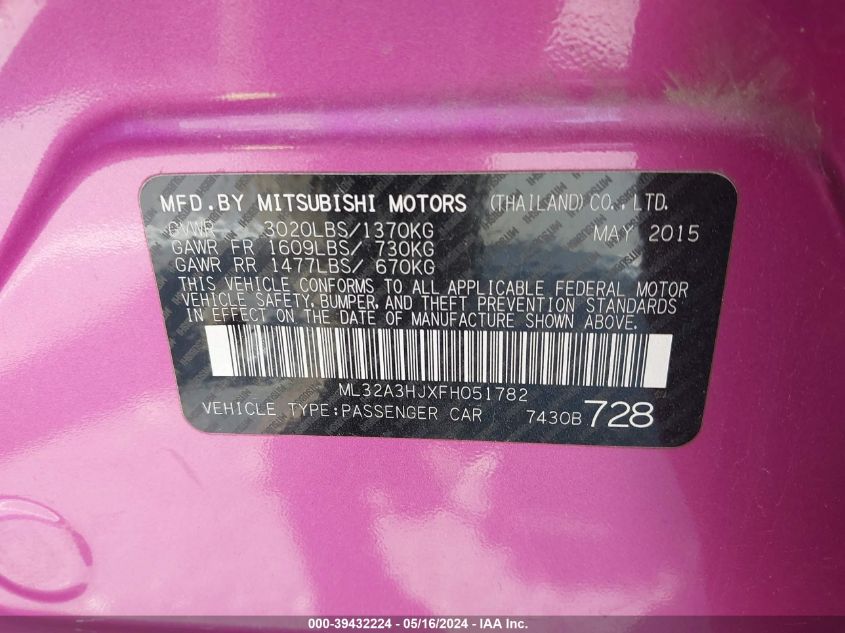 MFD. BY MITSUBISHI MOTORS (THAILAND) CO., LTD.
GVWR 3020LBS/1370KG MAY 2015
GAWR FR 1609LBS/ 730KG
GAWR RR 1477LBS/ 670KG
THIS VEHICLE CONFORMS TO ALL APPLICABLE FEDERAL MOTOR
VEHICLE SAFETY, BUMPER, AND THEFT PREVENTION STANDARDS
IN EFFECT ON THE DATE OF MANUFACTURE SHOWN ABOVE.
ML32A3HJXFH051782
VEHICLE TYPE:PASSENGER CAR 7430B 728
000-39432224 - 05/16/2024 - IAA Inc.